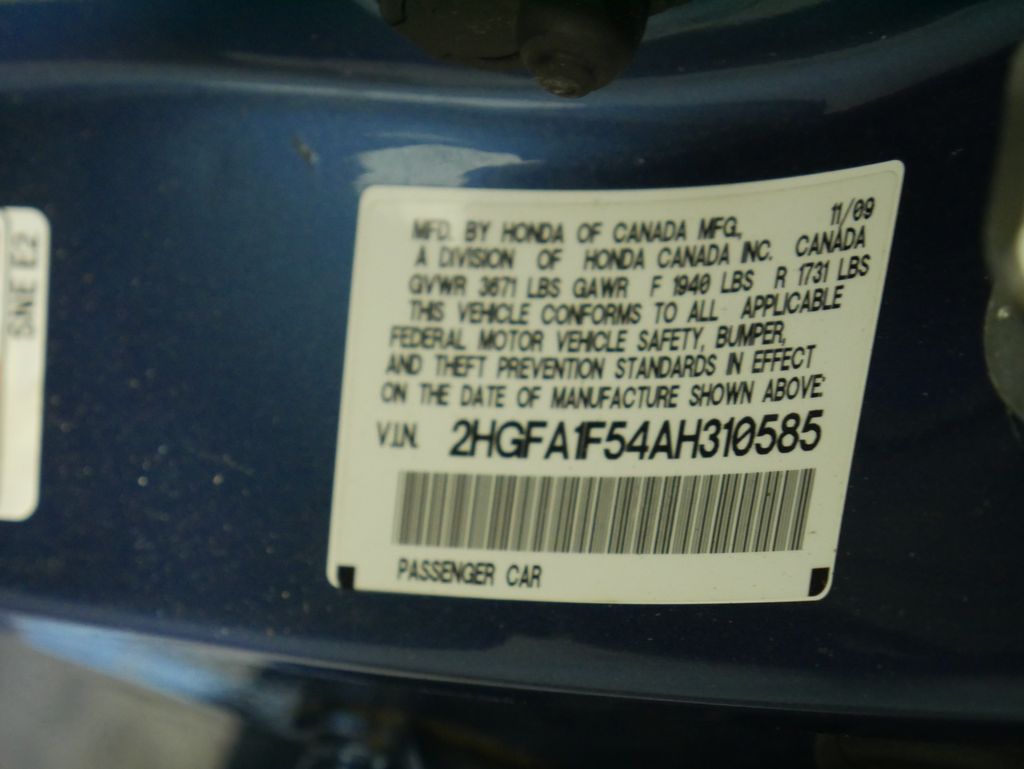 SNE E2
11/09
MFD. BY HONDA OF CANADA MFG.,
A DIVISION OF HONDA CANADA INC. CANADA
GVWR 3671 LBS GAWR F 1940 LBS R 1731 LBS
THIS VEHICLE CONFORMS TO ALL APPLICABLE
FEDERAL MOTOR VEHICLE SAFETY, BUMPER,
AND THEFT PREVENTION STANDARDS IN EFFECT
ON THE DATE OF MANUFACTURE SHOWN ABOVE:
V.I.N. 2HGFA1F54AH310585
PASSENGER CAR